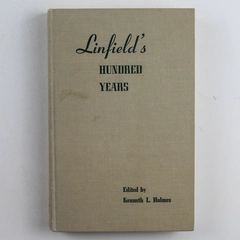 Linfield's
HUNDRED
YEARS
Edited by
Kenneth L. Holmes